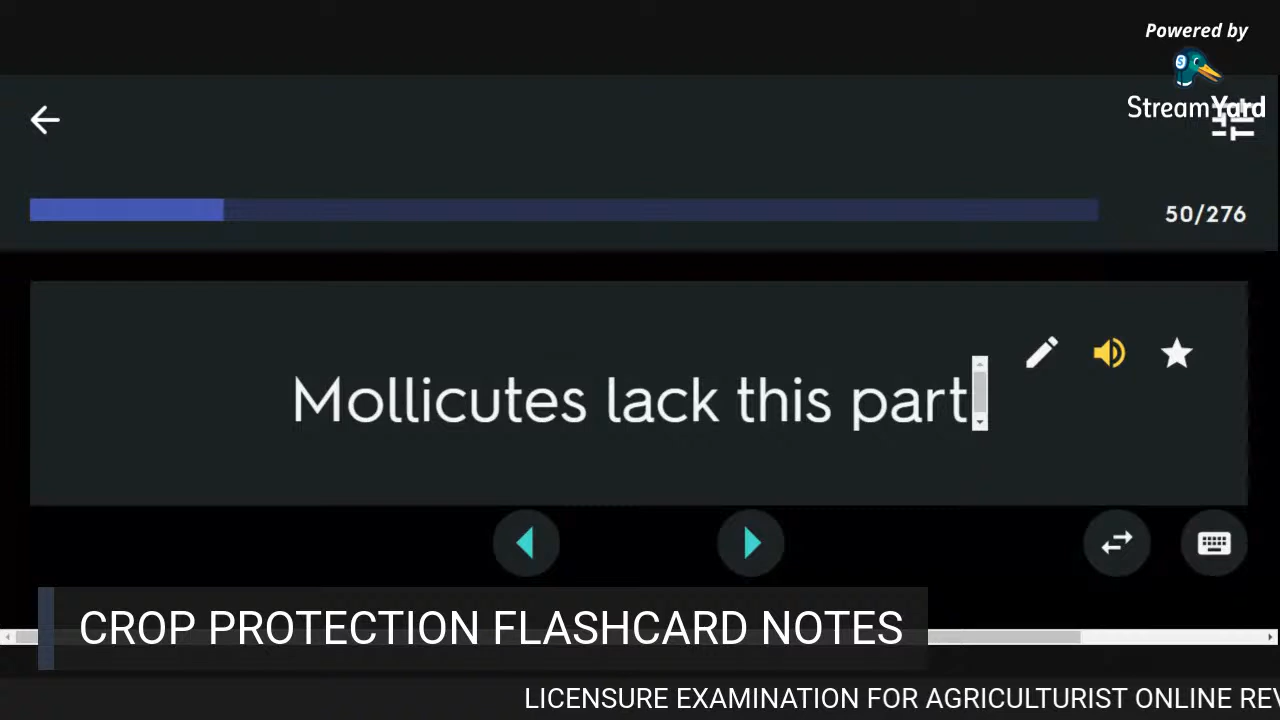 Powered by
StreamYard
50/276
Mollicutes lack this part
CROP PROTECTION FLASHCARD NOTES
LICENSURE EXAMINATION FOR AGRICULTURIST ONLINE REV